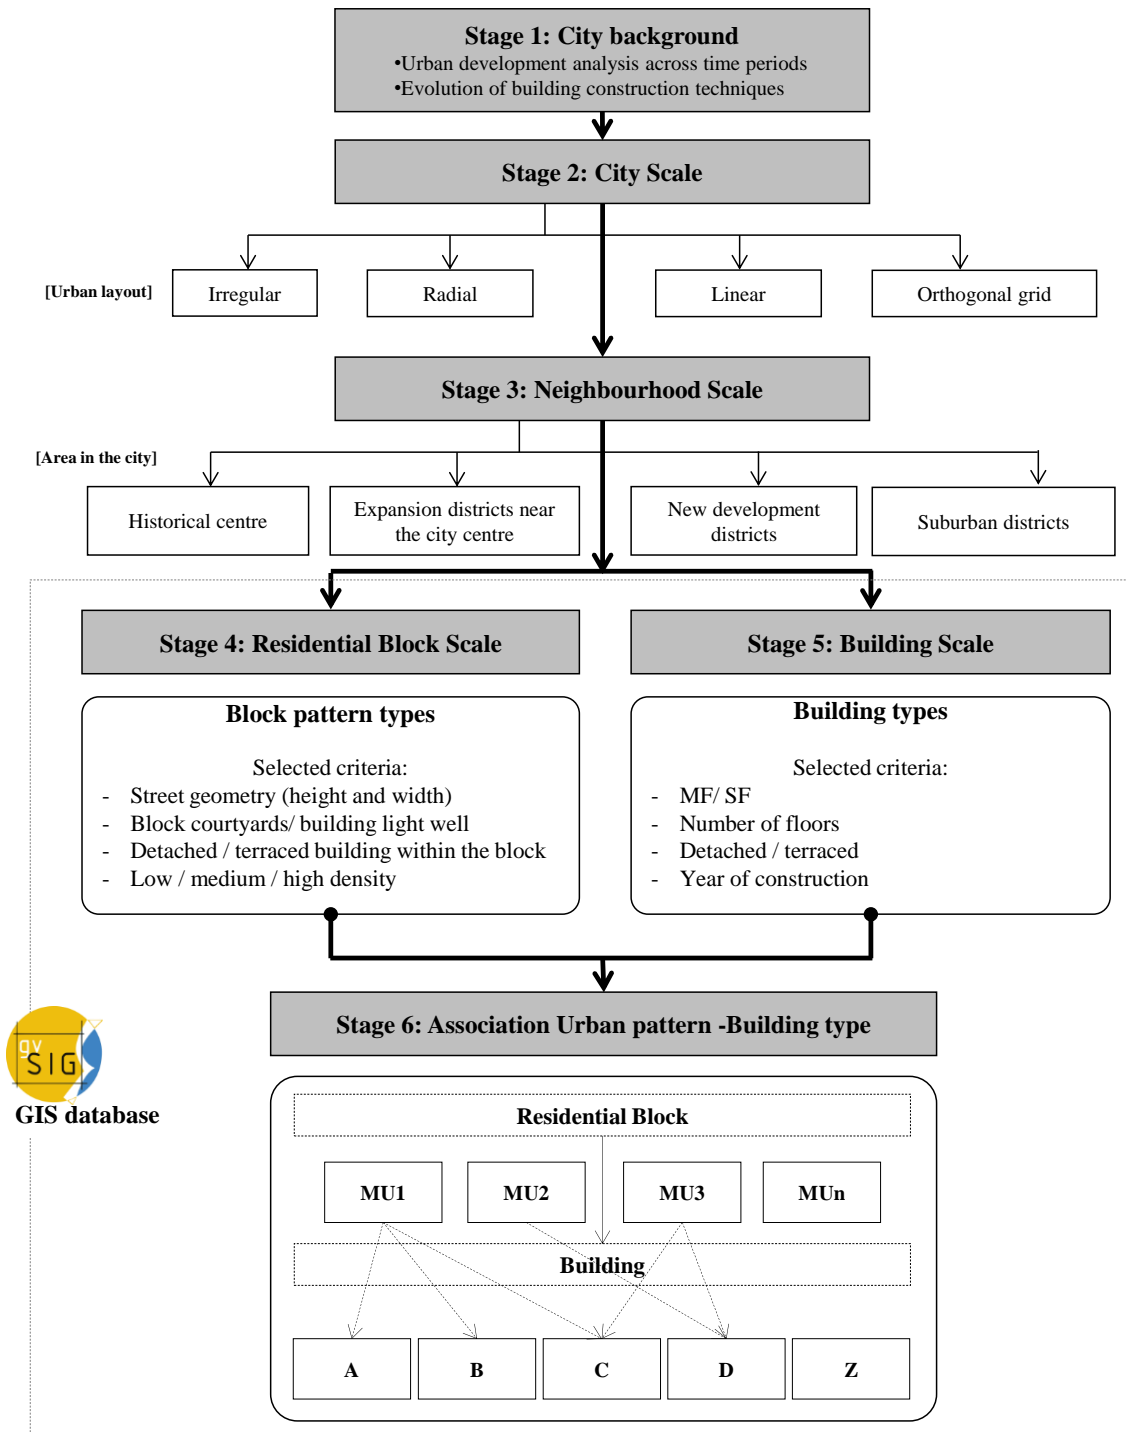 Stage 1: City background
•Urban development analysis across time periods
•Evolution of building construction techniques
Stage 2: City Scale
[Urban layout]
Irregular
Radial
Linear
Orthogonal grid
Stage 3: Neighbourhood Scale
[Area in the city]
Historical centre
Expansion districts near
the city centre
New development
districts
Suburban districts
Stage 4: Residential Block Scale
Block pattern types
Selected criteria:
- Street geometry (height and width)
- Block courtyards/ building light well
- Detached / terraced building within the block
- Low / medium / high density
Stage 5: Building Scale
Building types
Selected criteria:
- MF/ SF
- Number of floors
- Detached / terraced
- Year of construction
Stage 6: Association Urban pattern -Building type
gv
SIG
GIS database
Residential Block
MU1
MU2
MU3
MUn
Building
A
B
C
D
Z